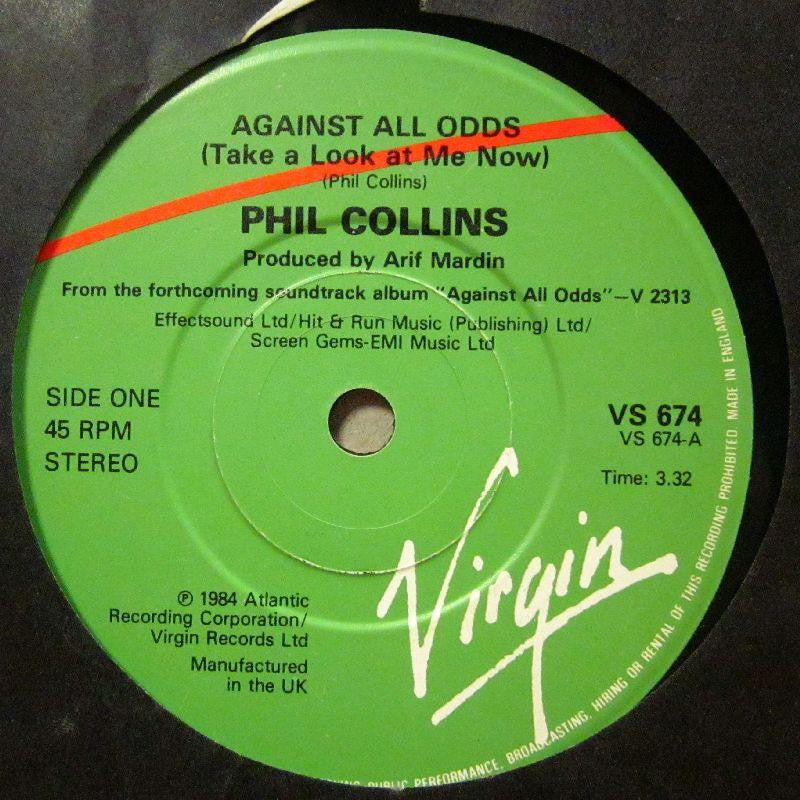 AGAINST ALL ODDS
(Take a Look at Me Now)
(Phil Collins)
PHIL COLLINS
Produced by Arif Mardin
From the forthcoming soundtrack album "Against All Odds"–V 2313
Effectsound Ltd/Hit & Run Music (Publishing) Ltd/
Screen Gems-EMI Music Ltd
SIDE ONE
45 RPM
STEREO
VS 674
VS 674-A
Time: 3.32
Virgin
℗ 1984 Atlantic
Recording Corporation/
Virgin Records Ltd
Manufactured
in the UK
PUBLIC PERFORMANCE, BROADCASTING, HIRING OR RENTAL OF THIS RECORDING PROHIBITED MADE IN ENGLAND